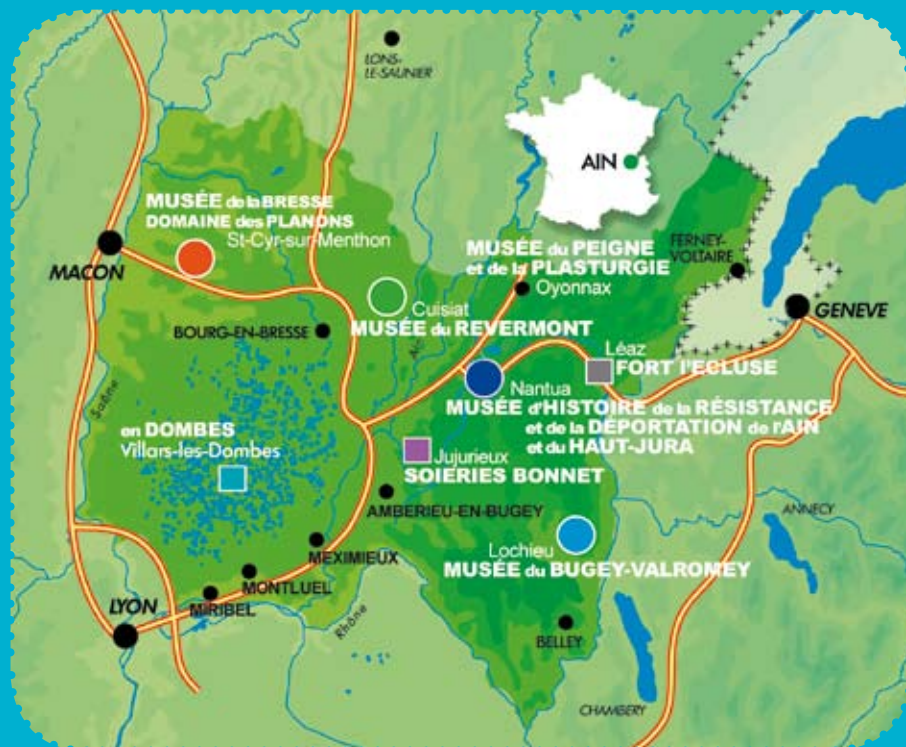 LONS-
LE-SAUNIER
AIN
MUSÉE de la BRESSE
DOMAINE des PLANONS
St-Cyr-sur-Menthon
MACON
MUSÉE du PEIGNE
et de la PLASTURGIE
Oyonnax
FERNEY-
VOLTAIRE
GENEVE
Cuisiat
MUSÉE du REVERMONT
BOURG-EN-BRESSE
Léaz
FORT l'ECLUSE
Nantua
MUSÉE d'HISTOIRE de la RÉSISTANCE
et de la DÉPORTATION de l'AIN
et du HAUT-JURA
Saône
en DOMBES
Villars-les-Dombes
Jujurieux
SOIERIES BONNET
AMBERIEU-EN-BUGEY
ANNECY
Lochieu
MUSÉE du BUGEY-VALROMEY
MEXIMIEUX
MONTLUEL
MIRIBEL
LYON
Rhône
BELLEY
CHAMBERY